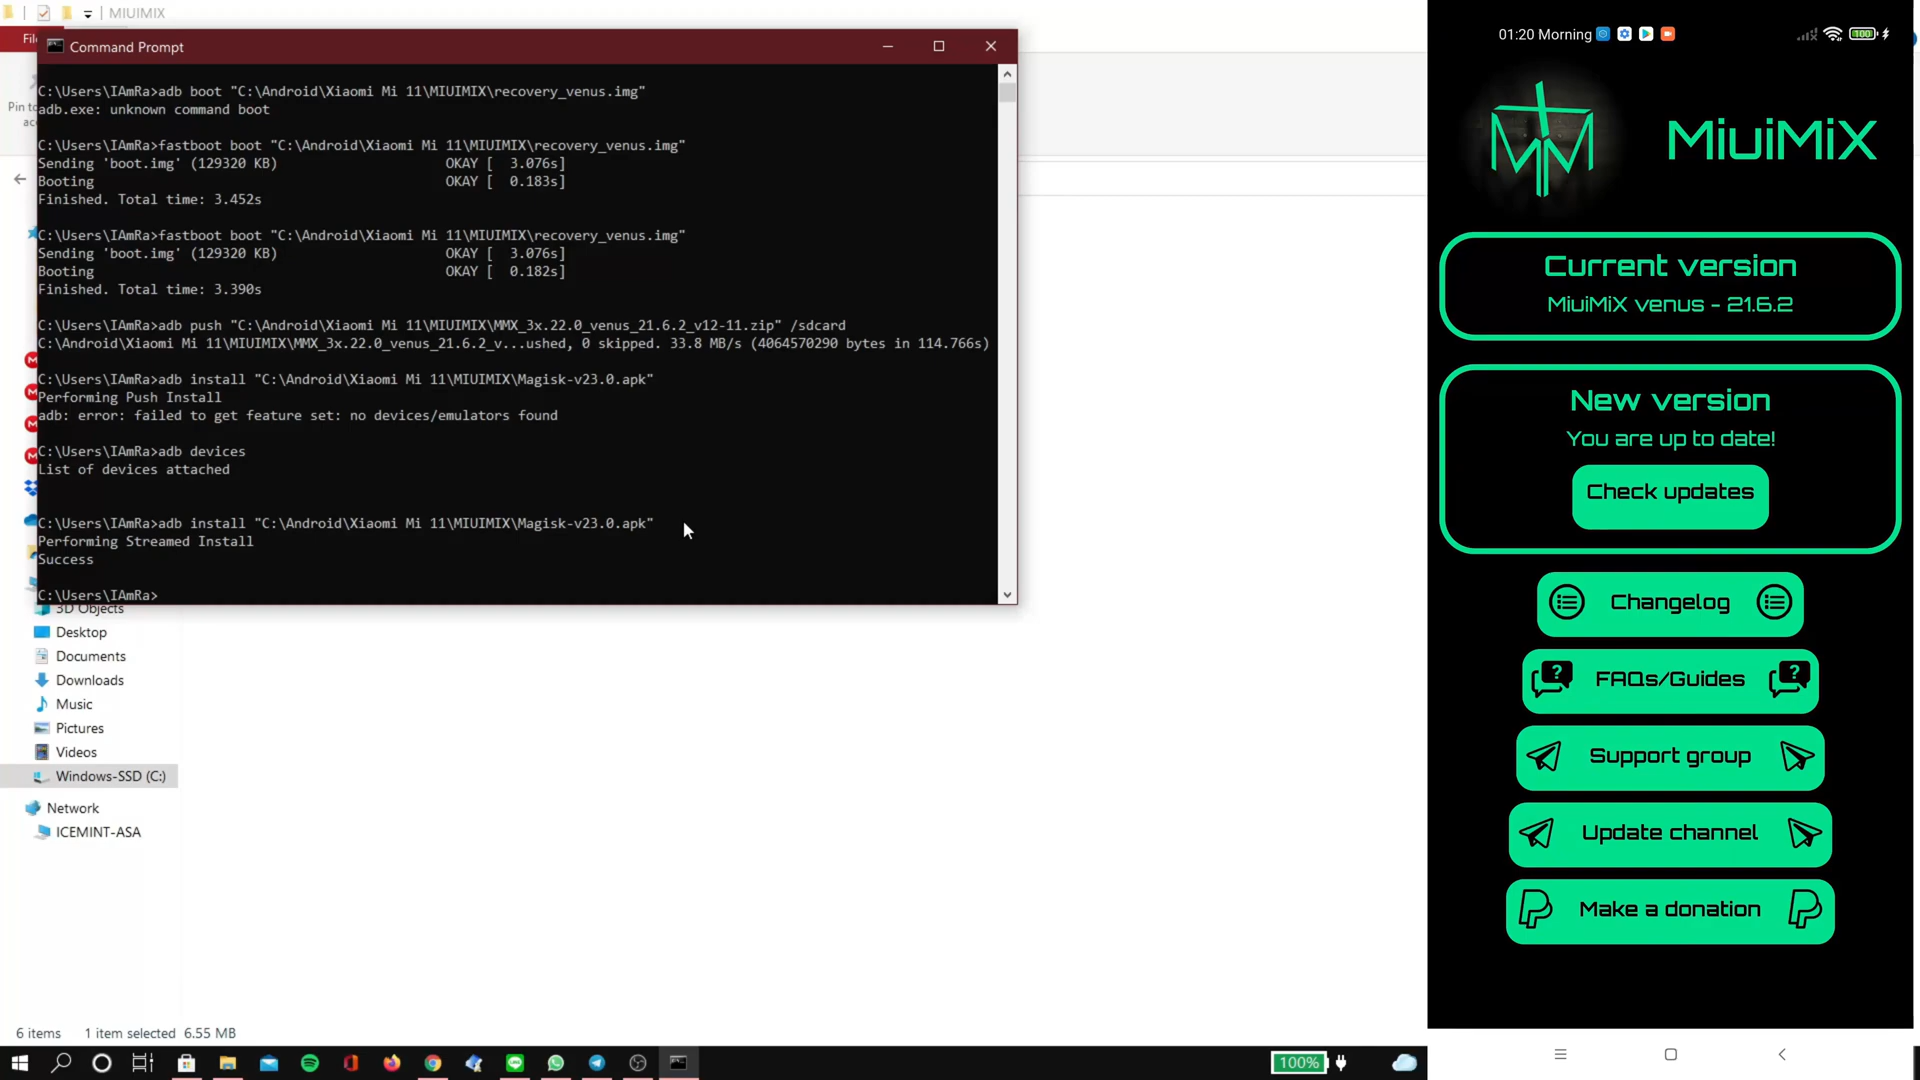 MIUIMIX
Fil
Pin to
acc
Command Prompt
C:\Users\IAmRa>adb boot "C:\Android\Xiaomi Mi 11\MIUIMIX\recovery_venus.img"
adb.exe: unknown command boot
C:\Users\IAmRa>fastboot boot "C:\Android\Xiaomi Mi 11\MIUIMIX\recovery_venus.img"
Sending 'boot.img' (129320 KB) OKAY [ 3.076s]
Booting OKAY [ 0.183s]
Finished. Total time: 3.452s
C:\Users\IAmRa>fastboot boot "C:\Android\Xiaomi Mi 11\MIUIMIX\recovery_venus.img"
Sending 'boot.img' (129320 KB) OKAY [ 3.076s]
Booting OKAY [ 0.182s]
Finished. Total time: 3.390s
C:\Users\IAmRa>adb push "C:\Android\Xiaomi Mi 11\MIUIMIX\MMX_3x.22.0_venus_21.6.2_v12-11.zip" /sdcard
C:\Android\Xiaomi Mi 11\MIUIMIX\MMX_3x.22.0_venus_21.6.2_v...ushed, 0 skipped. 33.8 MB/s (4064570290 bytes in 114.766s)
C:\Users\IAmRa>adb install "C:\Android\Xiaomi Mi 11\MIUIMIX\Magisk-v23.0.apk"
Performing Push Install
adb: error: failed to get feature set: no devices/emulators found
C:\Users\IAmRa>adb devices
List of devices attached
C:\Users\IAmRa>adb install "C:\Android\Xiaomi Mi 11\MIUIMIX\Magisk-v23.0.apk"
Performing Streamed Install
Success
C:\Users\IAmRa>
3D Objects
Desktop
Documents
Downloads
Music
Pictures
Videos
Windows-SSD (C:)
Network
ICEMINT-ASA
6 items 1 item selected 6.55 MB
100%
01:20 Morning
100
MiuiMiX
Current version
MiuiMiX venus - 21.6.2
New version
You are up to date!
Check updates
Changelog
FAQs/Guides
Support group
Update channel
Make a donation